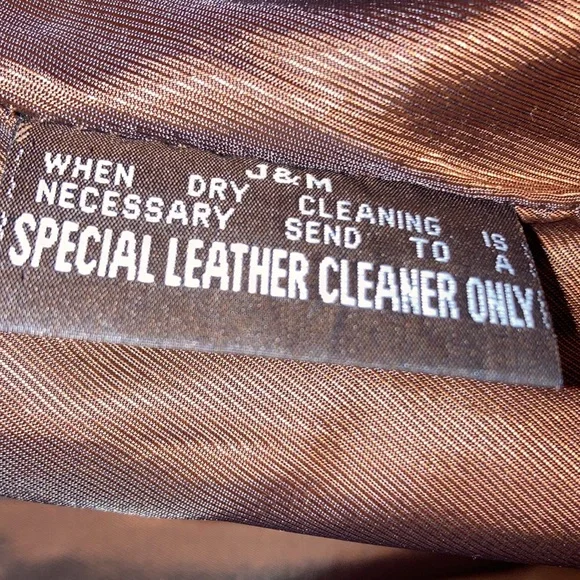 J&M
WHEN DRY CLEANING IS
NECESSARY SEND TO A
SPECIAL LEATHER CLEANER ONLY